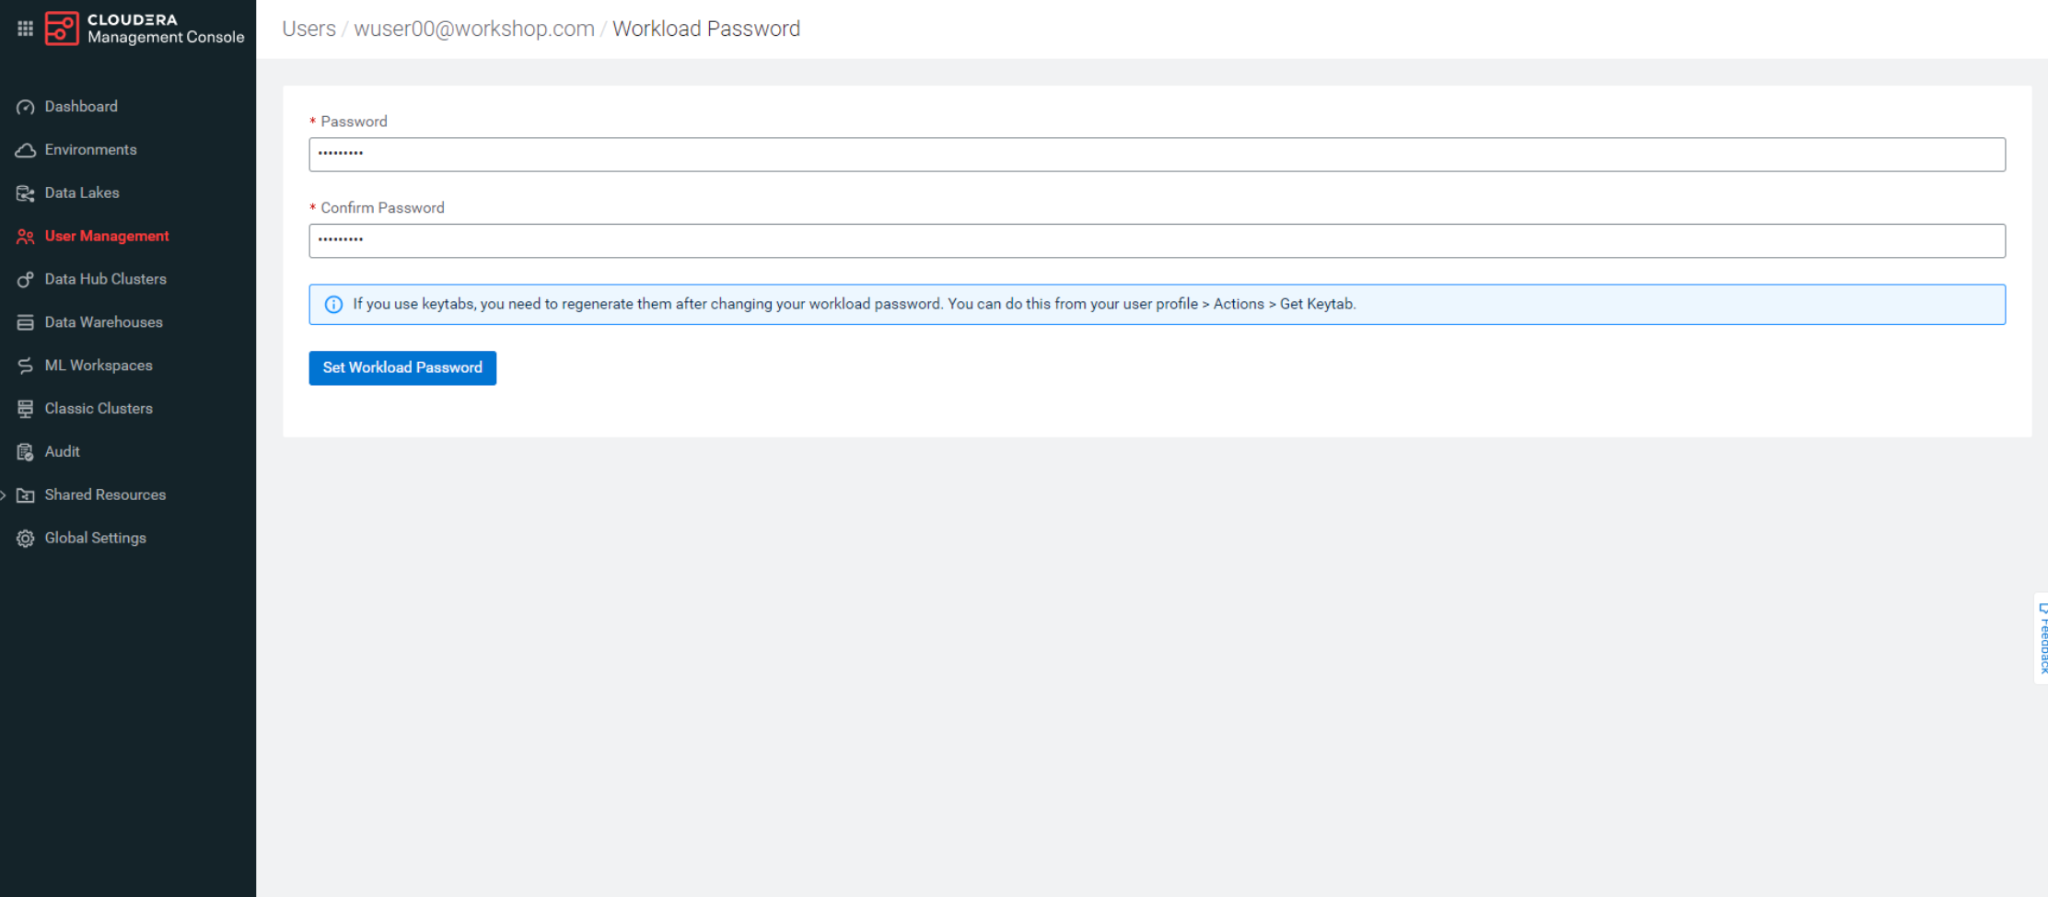 CLOUDERA
Management Console
Users / wuser00@workshop.com / Workload Password
Dashboard
Environments
Data Lakes
User Management
Data Hub Clusters
Data Warehouses
ML Workspaces
Classic Clusters
Audit
Shared Resources
Global Settings
* Password
•••••••••
* Confirm Password
•••••••••
If you use keytabs, you need to regenerate them after changing your workload password. You can do this from your user profile > Actions > Get Keytab.
Set Workload Password
Feedback